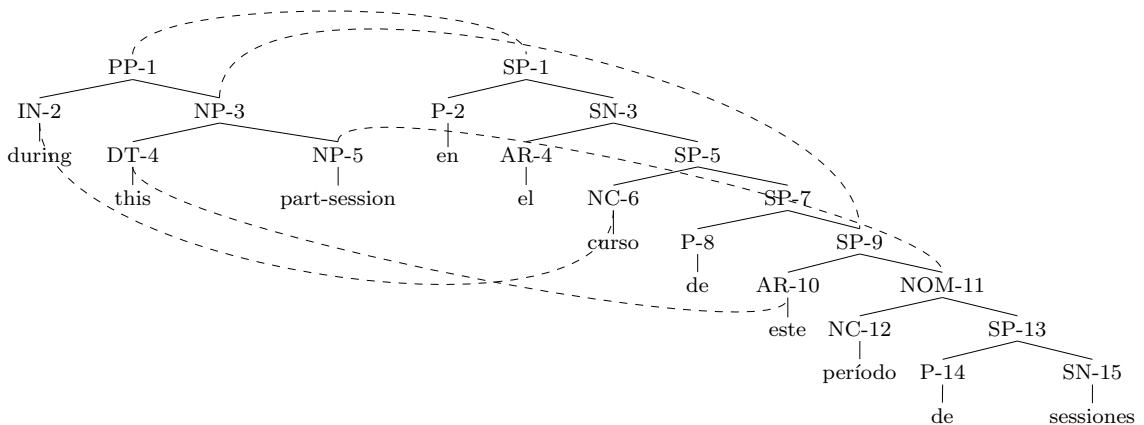 PP-1 SP-1
IN-2 NP-3 P-2 SN-3
during DT-4 NP-5 en AR-4 SP-5
this part-session el NC-6 SP-7
curso P-8 SP-9
de AR-10 NOM-11
este NC-12 SP-13
período P-14 SN-15
de sessiones